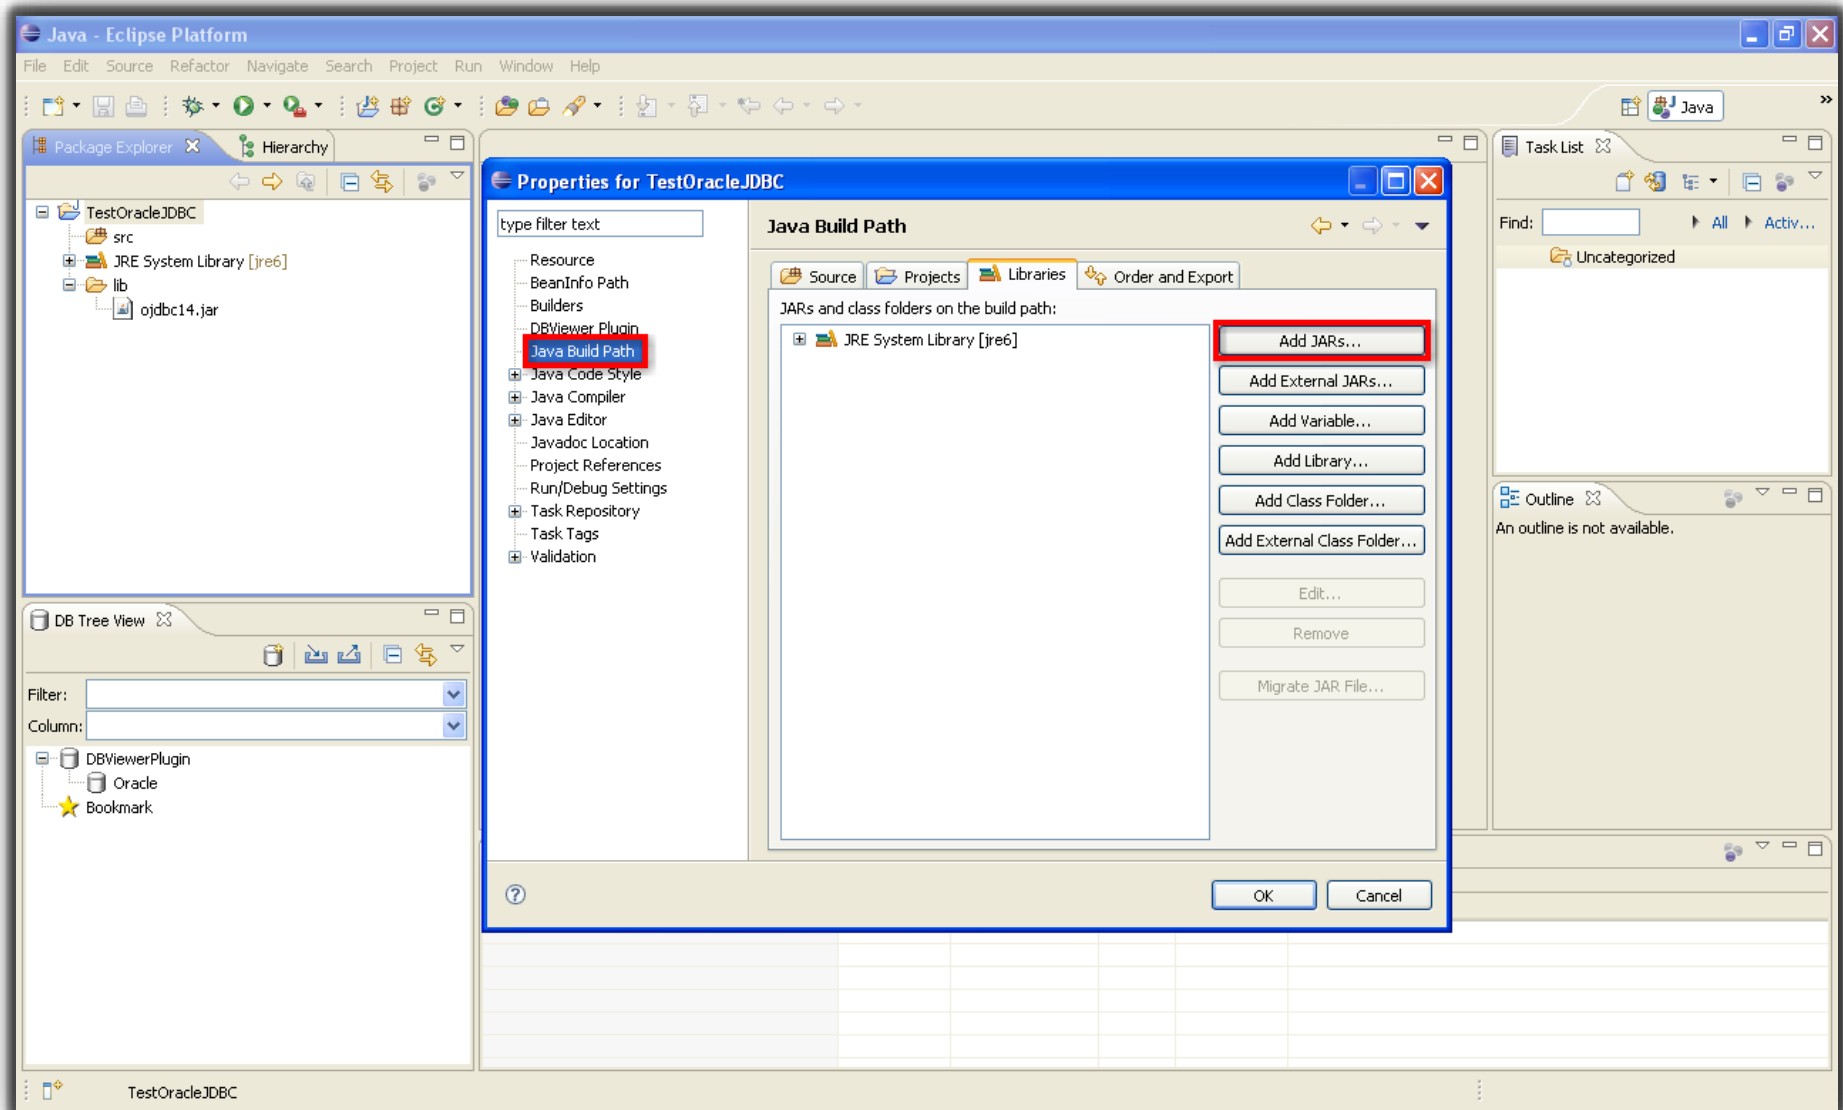 Java - Eclipse Platform
File Edit Source Refactor Navigate Search Project Run Window Help
Java
Package Explorer
Hierarchy
TestOracleJDBC
src
JRE System Library [jre6]
lib
ojdbc14.jar
DB Tree View
Filter:
Column:
DBViewerPlugin
Oracle
Bookmark
Properties for TestOracleJDBC
type filter text
Resource
BeanInfo Path
Builders
DBViewer Plugin
Java Build Path
Java Code Style
Java Compiler
Java Editor
Javadoc Location
Project References
Run/Debug Settings
Task Repository
Task Tags
Validation
Java Build Path
Source Projects Libraries Order and Export
JARs and class folders on the build path:
JRE System Library [jre6]
Add JARs...
Add External JARs...
Add Variable...
Add Library...
Add Class Folder...
Add External Class Folder...
Edit...
Remove
Migrate JAR File...
OK Cancel
Task List
Find: All Activ...
Uncategorized
Outline
An outline is not available.
TestOracleJDBC